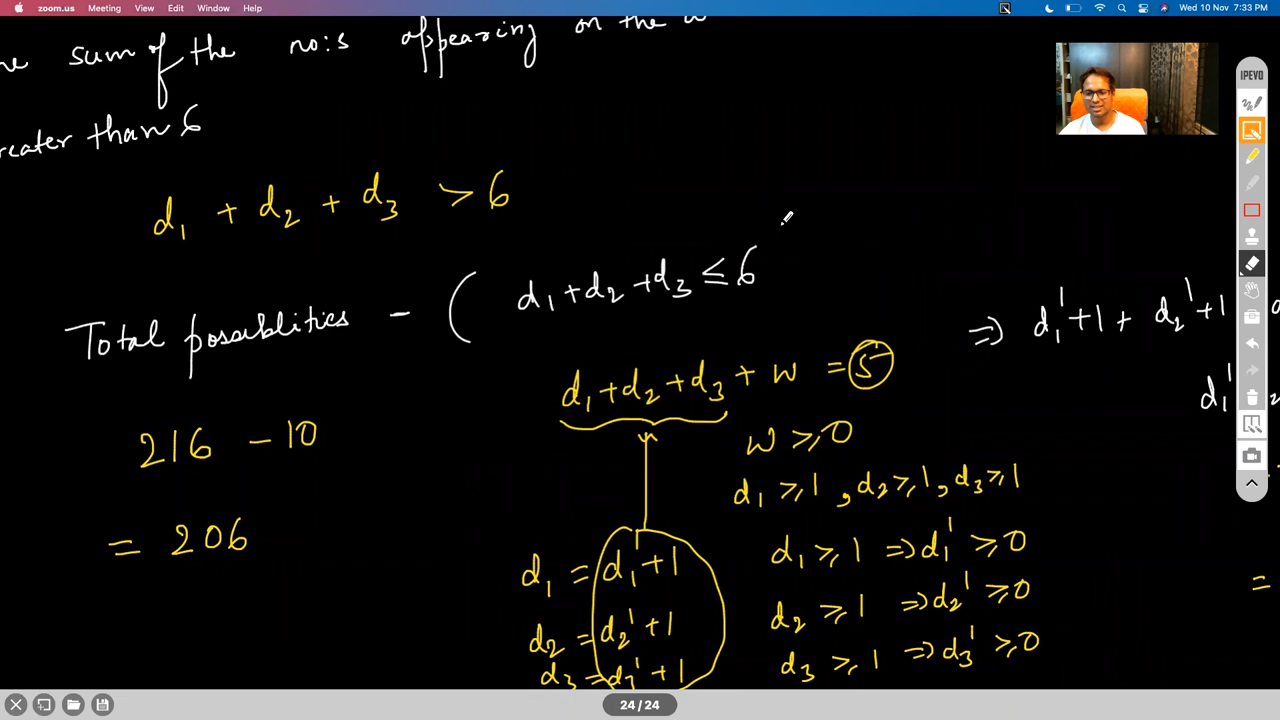 zoom.us Meeting View Edit Window Help Wed 10 Nov 7:33 PM
sum of the no:s appearing on the
IPEVO
greater than 6
d₁ + d₂ + d₃ > 6
Total possiblities - ( d₁+d₂+d₃ ≤ 6
=> d₁'+1 + d₂'+1
d₁+d₂+d₃ + w = 5
d₁'
216 - 10
w ≥ 0
d₁ ≥ 1, d₂ ≥ 1, d₃ ≥ 1
= 206
d₁ = d₁'+1 d₁ ≥ 1 => d₁' ≥ 0
=
d₂ = d₂'+1 d₂ ≥ 1 => d₂' ≥ 0
d₃ = d₃'+1 d₃ ≥ 1 => d₃' ≥ 0
24 / 24